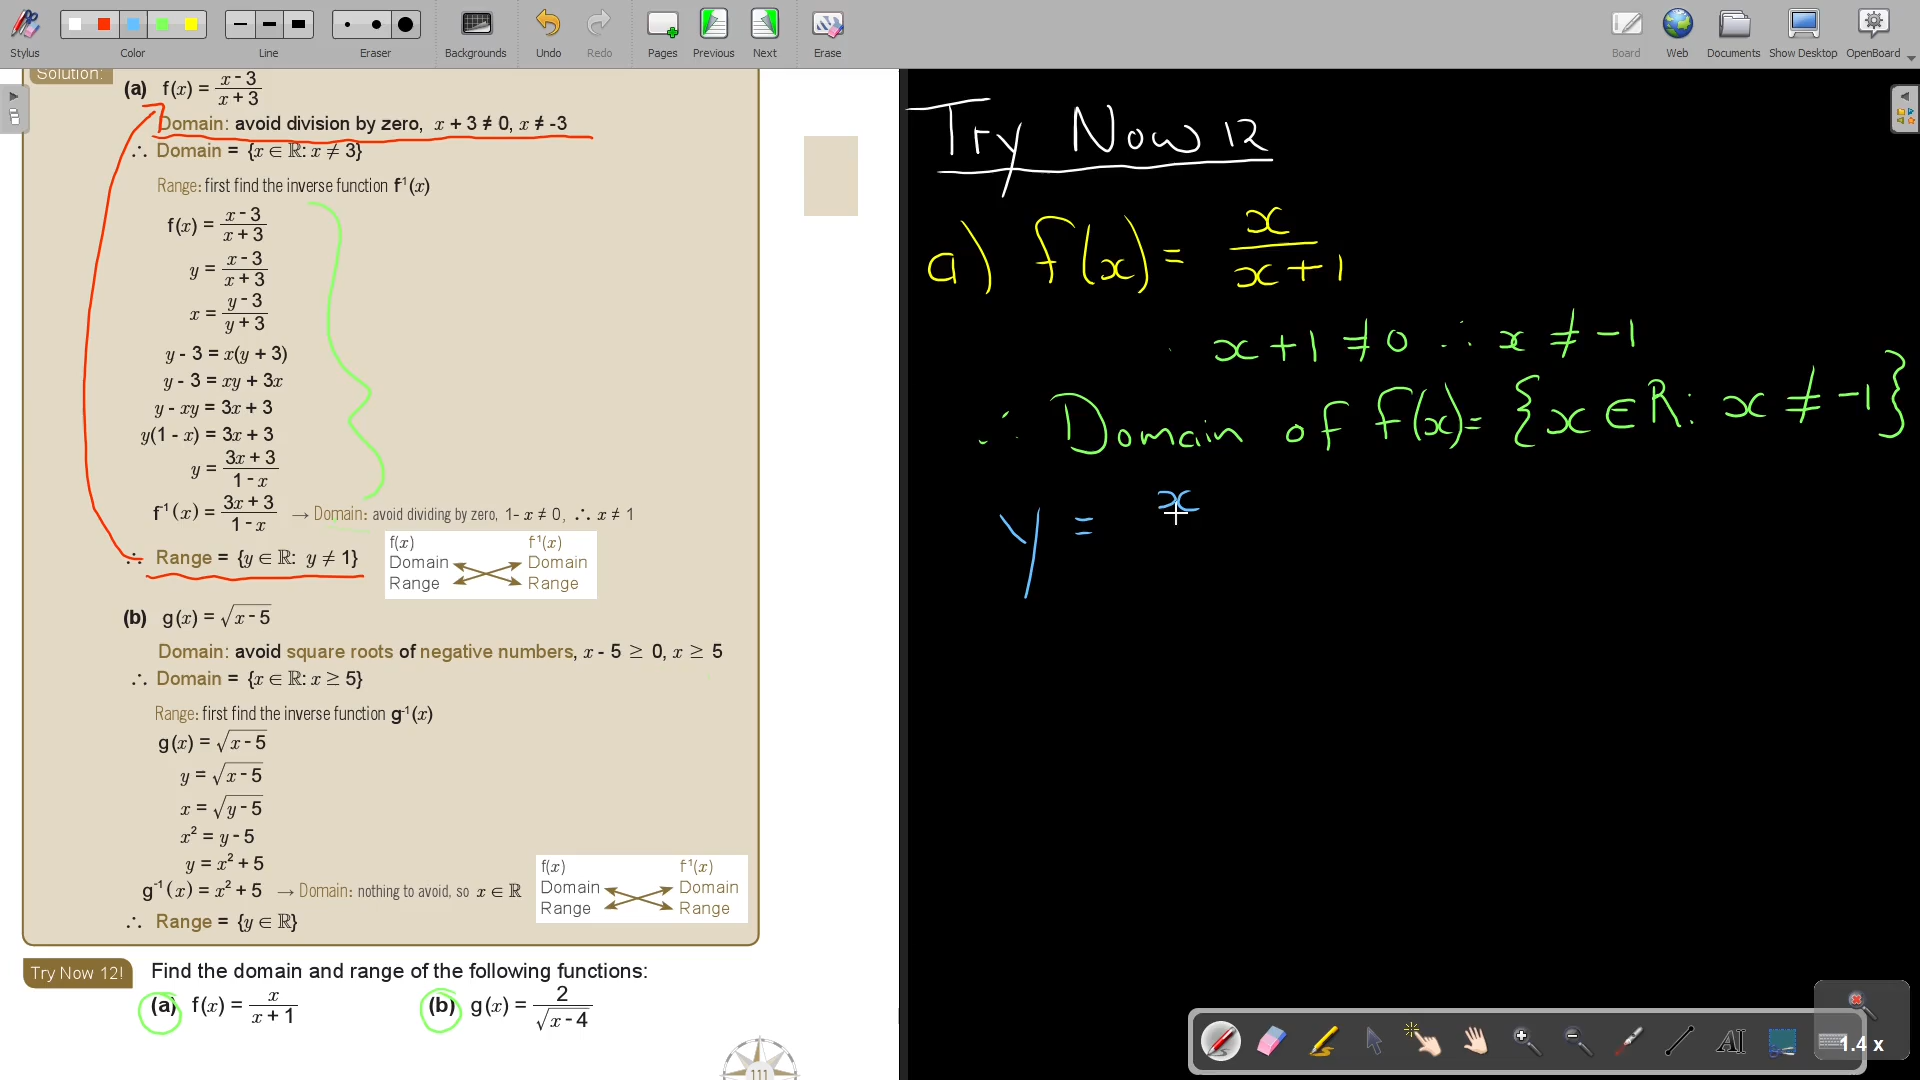 Stylus Color Line Eraser Backgrounds Undo Redo Pages Previous Next Erase Board Web Documents Show Desktop OpenBoard
Solution:
(a) f(x) = x - 3 / x + 3
Domain: avoid division by zero, x + 3 ≠ 0, x ≠ -3
∴ Domain = {x ∈ ℝ: x ≠ 3}
Range: first find the inverse function f⁻¹(x)
f(x) = x - 3 / x + 3
y = x - 3 / x + 3
x = y - 3 / y + 3
y - 3 = x(y + 3)
y - 3 = xy + 3x
y - xy = 3x + 3
y(1 - x) = 3x + 3
y = 3x + 3 / 1 - x
f⁻¹(x) = 3x + 3 / 1 - x → Domain: avoid dividing by zero, 1- x ≠ 0, ∴ x ≠ 1
∴ Range = {y ∈ ℝ: y ≠ 1}
f(x) f⁻¹(x)
Domain Domain
Range Range
(b) g(x) = √x - 5
Domain: avoid square roots of negative numbers, x - 5 ≥ 0, x ≥ 5
∴ Domain = {x ∈ ℝ: x ≥ 5}
Range: first find the inverse function g⁻¹(x)
g(x) = √x - 5
y = √x - 5
x = √y - 5
x² = y - 5
y = x² + 5
g⁻¹(x) = x² + 5 → Domain: nothing to avoid, so x ∈ ℝ
∴ Range = {y ∈ ℝ}
f(x) f⁻¹(x)
Domain Domain
Range Range
Try Now 12! Find the domain and range of the following functions:
(a) f(x) = x / x + 1 (b) g(x) = 2 / √x - 4
111
Try Now 12
a) f(x) = x / x + 1
x + 1 ≠ 0 ∴ x ≠ -1
∴ Domain of f(x) = {x ∈ R: x ≠ -1}
y = x
1.4 x